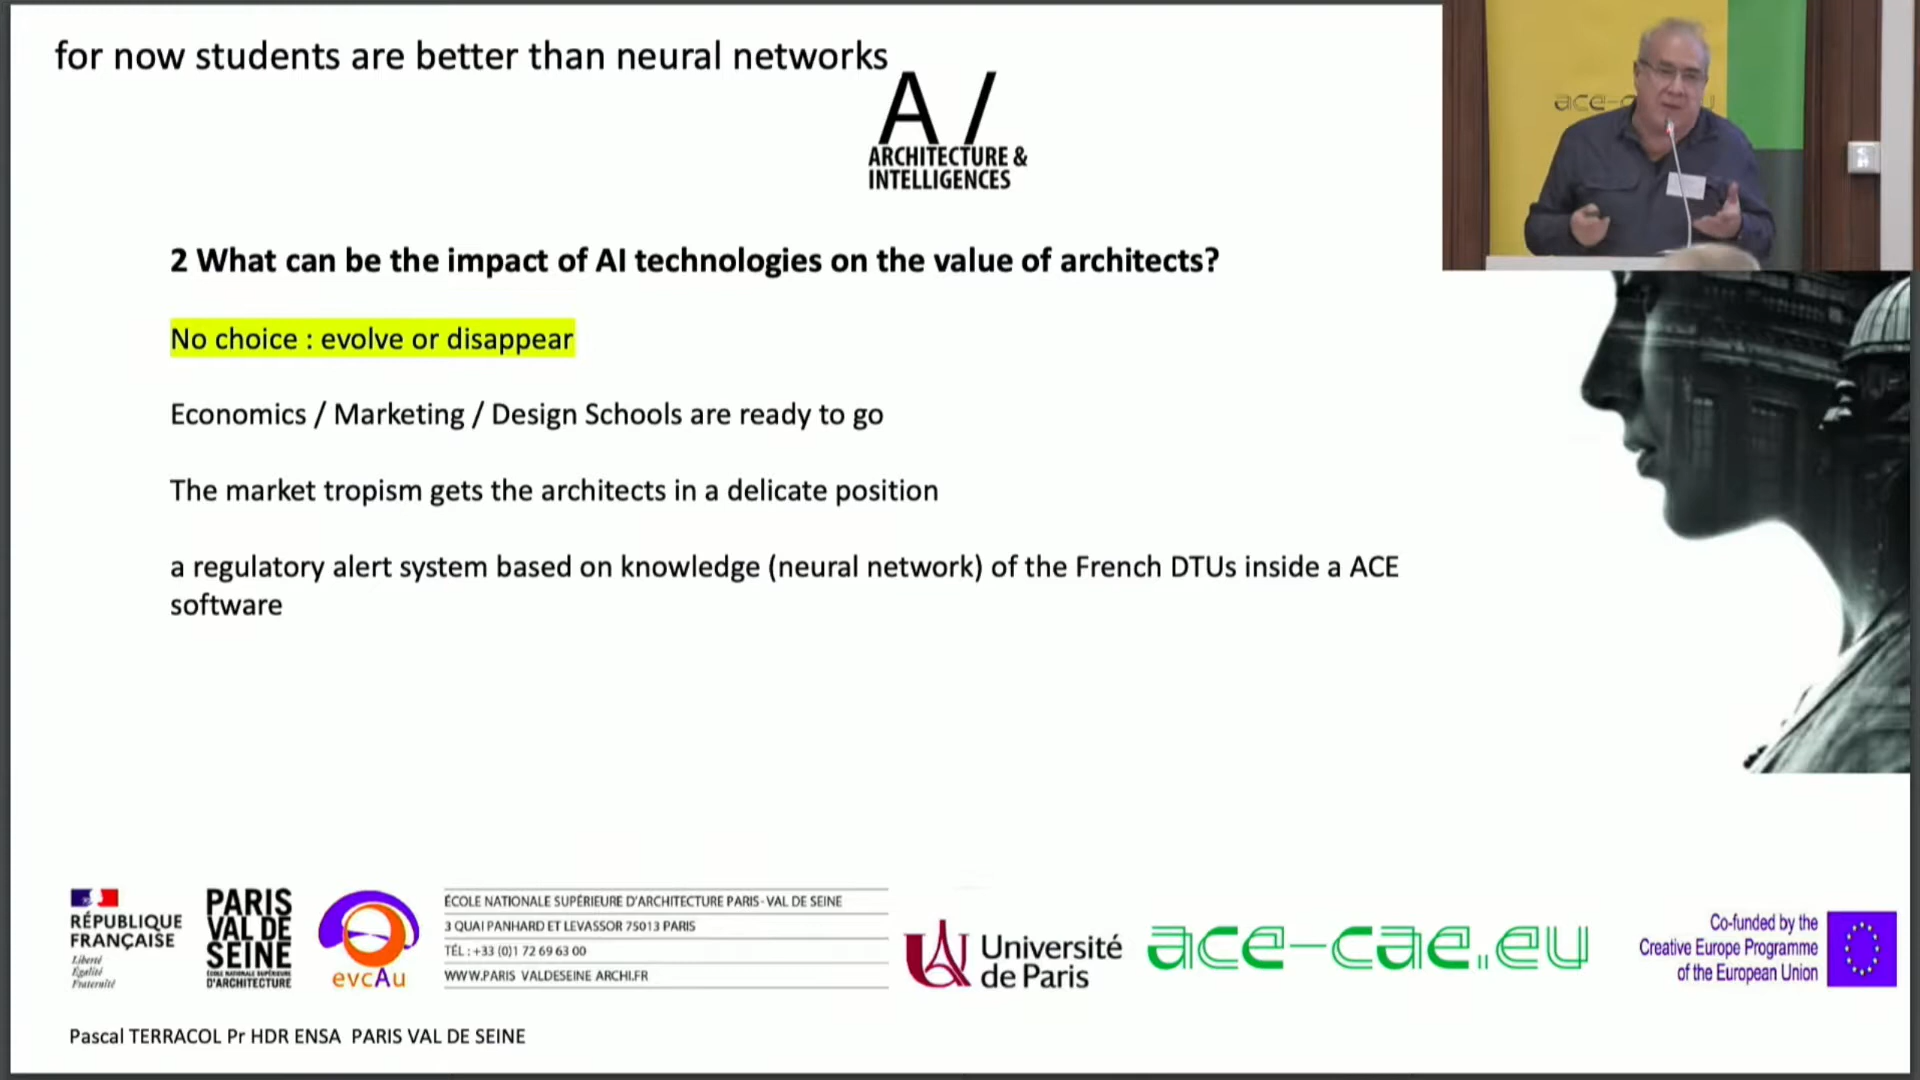 for now students are better than neural networks
A /
ARCHITECTURE &
INTELLIGENCES
ace-
2 What can be the impact of AI technologies on the value of architects?
No choice : evolve or disappear
Economics / Marketing / Design Schools are ready to go
The market tropism gets the architects in a delicate position
a regulatory alert system based on knowledge (neural network) of the French DTUs inside a ACE
software
RÉPUBLIQUE
FRANÇAISE
Liberté
Égalité
Fraternité
PARIS
VAL DE
SEINE
ÉCOLE NATIONALE SUPÉRIEURE
D'ARCHITECTURE
evcAu
ÉCOLE NATIONALE SUPÉRIEURE D'ARCHITECTURE PARIS-VAL DE SEINE
3 QUAI PANHARD ET LEVASSOR 75013 PARIS
TÉL : +33 (0)1 72 69 63 00
WWW.PARIS VALDESEINE ARCHI.FR
Université
de Paris
ace-cae.eu
Co-funded by the
Creative Europe Programme
of the European Union
Pascal TERRACOL Pr HDR ENSA PARIS VAL DE SEINE